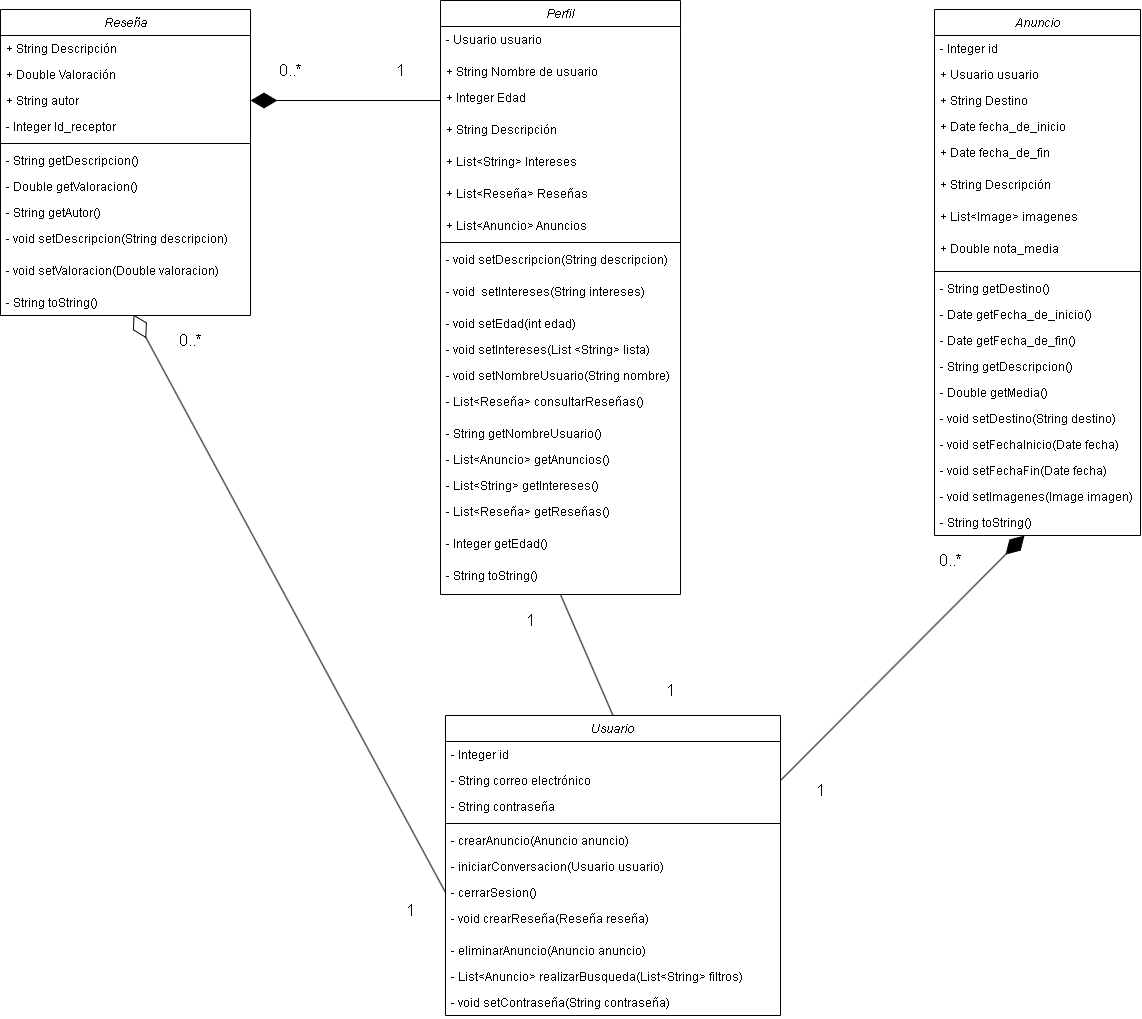 Reseña
+ String Descripción
+ Double Valoración
+ String autor
- Integer Id_receptor
- String getDescripcion()
- Double getValoracion()
- String getAutor()
- void setDescripcion(String descripcion)
- void setValoracion(Double valoracion)
- String toString()
0..*
1
0..*
Perfil
- Usuario usuario
+ String Nombre de usuario
+ Integer Edad
+ String Descripción
+ List<String> Intereses
+ List<Reseña> Reseñas
+ List<Anuncio> Anuncios
- void setDescripcion(String descripcion)
- void  setIntereses(String intereses)
- void setEdad(int edad)
- void setIntereses(List <String> lista)
- void setNombreUsuario(String nombre)
- List<Reseña> consultarReseñas()
- String getNombreUsuario()
- List<Anuncio> getAnuncios()
- List<String> getIntereses()
- List<Reseña> getReseñas()
- Integer getEdad()
- String toString()
Anuncio
- Integer id
+ Usuario usuario
+ String Destino
+ Date fecha_de_inicio
+ Date fecha_de_fin
+ String Descripción
+ List<Image> imagenes
+ Double nota_media
- String getDestino()
- Date getFecha_de_inicio()
- Date getFecha_de_fin()
- String getDescripcion()
- Double getMedia()
- void setDestino(String destino)
- void setFechaInicio(Date fecha)
- void setFechaFin(Date fecha)
- void setImagenes(Image imagen)
- String toString()
0..*
1
1
Usuario
- Integer id
- String correo electrónico
- String contraseña
- crearAnuncio(Anuncio anuncio)
- iniciarConversacion(Usuario usuario)
- cerrarSesion()
- void crearReseña(Reseña reseña)
- eliminarAnuncio(Anuncio anuncio)
- List<Anuncio> realizarBusqueda(List<String> filtros)
- void setContraseña(String contraseña)
1
1